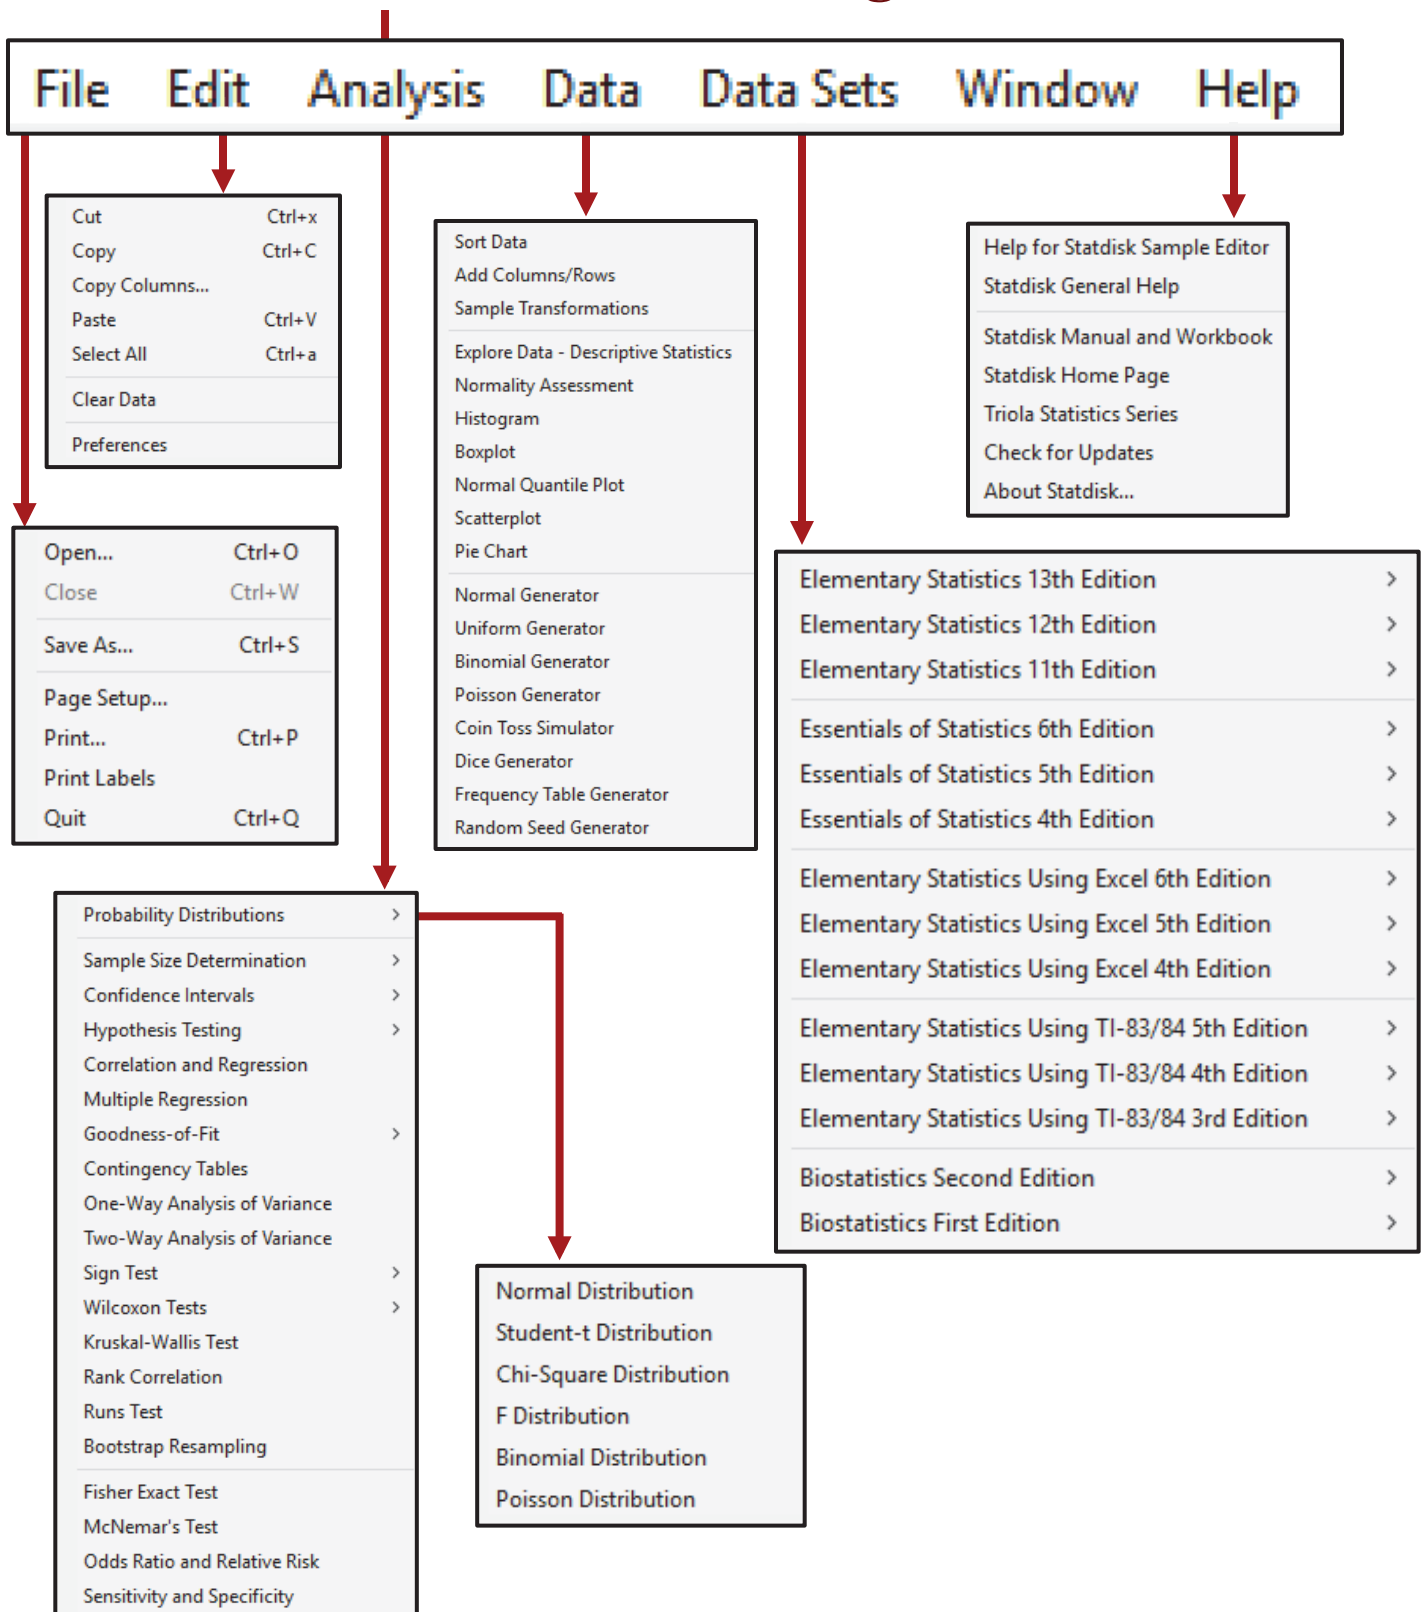 File Edit Analysis Data Data Sets Window Help
Cut Ctrl+x
Copy Ctrl+C
Copy Columns...
Paste Ctrl+V
Select All Ctrl+a
Clear Data
Preferences
Open... Ctrl+O
Close Ctrl+W
Save As... Ctrl+S
Page Setup...
Print... Ctrl+P
Print Labels
Quit Ctrl+Q
Sort Data
Add Columns/Rows
Sample Transformations
Explore Data - Descriptive Statistics
Normality Assessment
Histogram
Boxplot
Normal Quantile Plot
Scatterplot
Pie Chart
Normal Generator
Uniform Generator
Binomial Generator
Poisson Generator
Coin Toss Simulator
Dice Generator
Frequency Table Generator
Random Seed Generator
Help for Statdisk Sample Editor
Statdisk General Help
Statdisk Manual and Workbook
Statdisk Home Page
Triola Statistics Series
Check for Updates
About Statdisk...
Elementary Statistics 13th Edition >
Elementary Statistics 12th Edition >
Elementary Statistics 11th Edition >
Essentials of Statistics 6th Edition >
Essentials of Statistics 5th Edition >
Essentials of Statistics 4th Edition >
Elementary Statistics Using Excel 6th Edition >
Elementary Statistics Using Excel 5th Edition >
Elementary Statistics Using Excel 4th Edition >
Elementary Statistics Using TI-83/84 5th Edition >
Elementary Statistics Using TI-83/84 4th Edition >
Elementary Statistics Using TI-83/84 3rd Edition >
Biostatistics Second Edition >
Biostatistics First Edition >
Probability Distributions >
Sample Size Determination >
Confidence Intervals >
Hypothesis Testing >
Correlation and Regression
Multiple Regression
Goodness-of-Fit >
Contingency Tables
One-Way Analysis of Variance
Two-Way Analysis of Variance
Sign Test >
Wilcoxon Tests >
Kruskal-Wallis Test
Rank Correlation
Runs Test
Bootstrap Resampling
Fisher Exact Test
McNemar's Test
Odds Ratio and Relative Risk
Sensitivity and Specificity
Normal Distribution
Student-t Distribution
Chi-Square Distribution
F Distribution
Binomial Distribution
Poisson Distribution